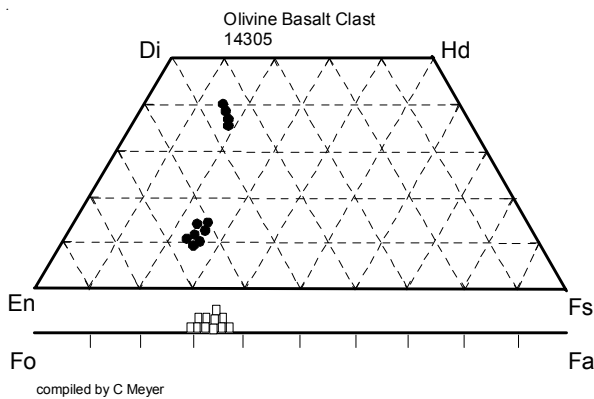 Olivine Basalt Clast
14305
Di Hd
En Fs
Fo Fa
compiled by C Meyer